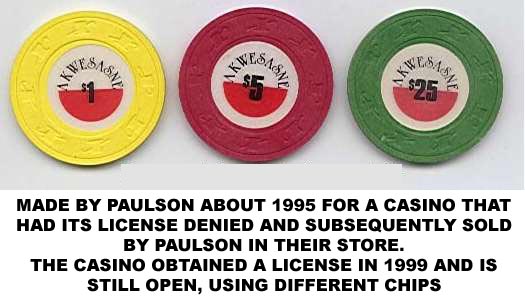 AKWESASNE
$1
AKWESASNE
$5
AKWESASNE
$25
MADE BY PAULSON ABOUT 1995 FOR A CASINO THAT
HAD ITS LICENSE DENIED AND SUBSEQUENTLY SOLD
BY PAULSON IN THEIR STORE.
THE CASINO OBTAINED A LICENSE IN 1999 AND IS
STILL OPEN, USING DIFFERENT CHIPS